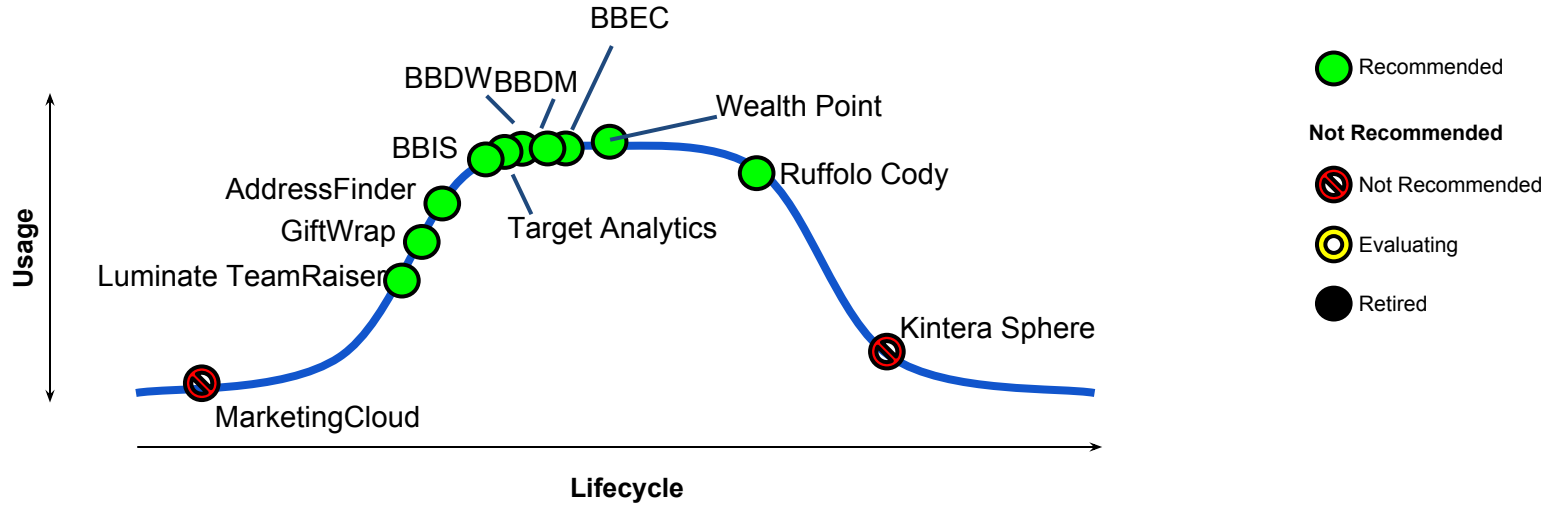 BBEC
BBDW
BBDM
Wealth Point
BBIS
Ruffolo Cody
AddressFinder
Target Analytics
GiftWrap
Luminate TeamRaiser
Kintera Sphere
MarketingCloud
Usage
Lifecycle
Recommended
Not Recommended
Not Recommended
Evaluating
Retired